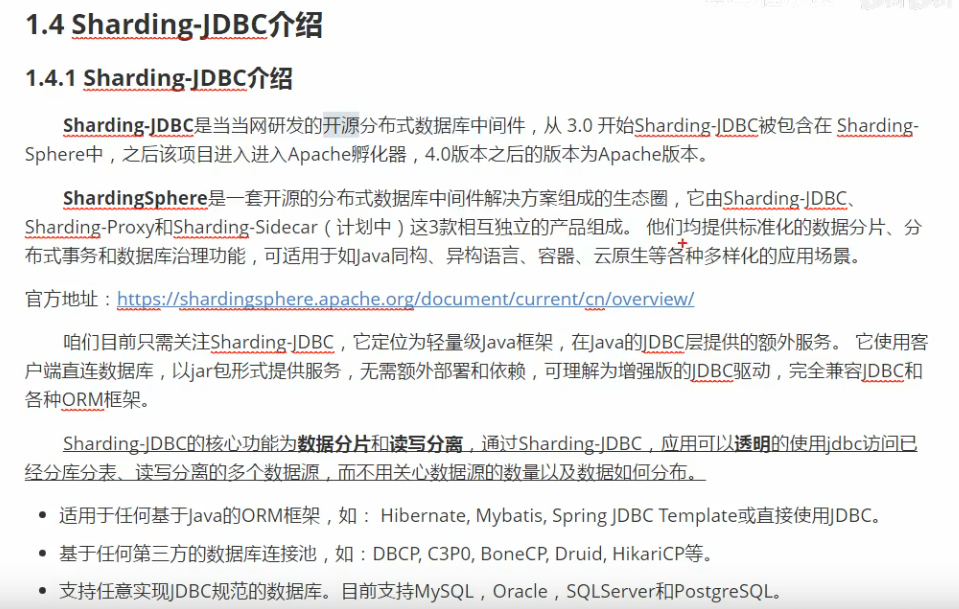 1.4 Sharding-JDBC介绍
1.4.1 Sharding-JDBC介绍
Sharding-JDBC是当当网研发的开源分布式数据库中间件，从 3.0 开始Sharding-JDBC被包含在 Sharding-
Sphere中，之后该项目进入进入Apache孵化器，4.0版本之后的版本为Apache版本。
ShardingSphere是一套开源的分布式数据库中间件解决方案组成的生态圈，它由Sharding-JDBC、
Sharding-Proxy和Sharding-Sidecar（计划中）这3款相互独立的产品组成。 他们均提供标准化的数据分片、分
布式事务和数据库治理功能，可适用于如Java同构、异构语言、容器、云原生等各种多样化的应用场景。
官方地址：https://shardingsphere.apache.org/document/current/cn/overview/
咱们目前只需关注Sharding-JDBC，它定位为轻量级Java框架，在Java的JDBC层提供的额外服务。 它使用客
户端直连数据库，以jar包形式提供服务，无需额外部署和依赖，可理解为增强版的JDBC驱动，完全兼容JDBC和
各种ORM框架。
Sharding-JDBC的核心功能为数据分片和读写分离，通过Sharding-JDBC，应用可以透明的使用jdbc访问已
经分库分表、读写分离的多个数据源，而不用关心数据源的数量以及数据如何分布。
• 适用于任何基于Java的ORM框架，如： Hibernate, Mybatis, Spring JDBC Template或直接使用JDBC。
• 基于任何第三方的数据库连接池，如：DBCP, C3P0, BoneCP, Druid, HikariCP等。
• 支持任意实现JDBC规范的数据库。目前支持MySQL，Oracle，SQLServer和PostgreSQL。